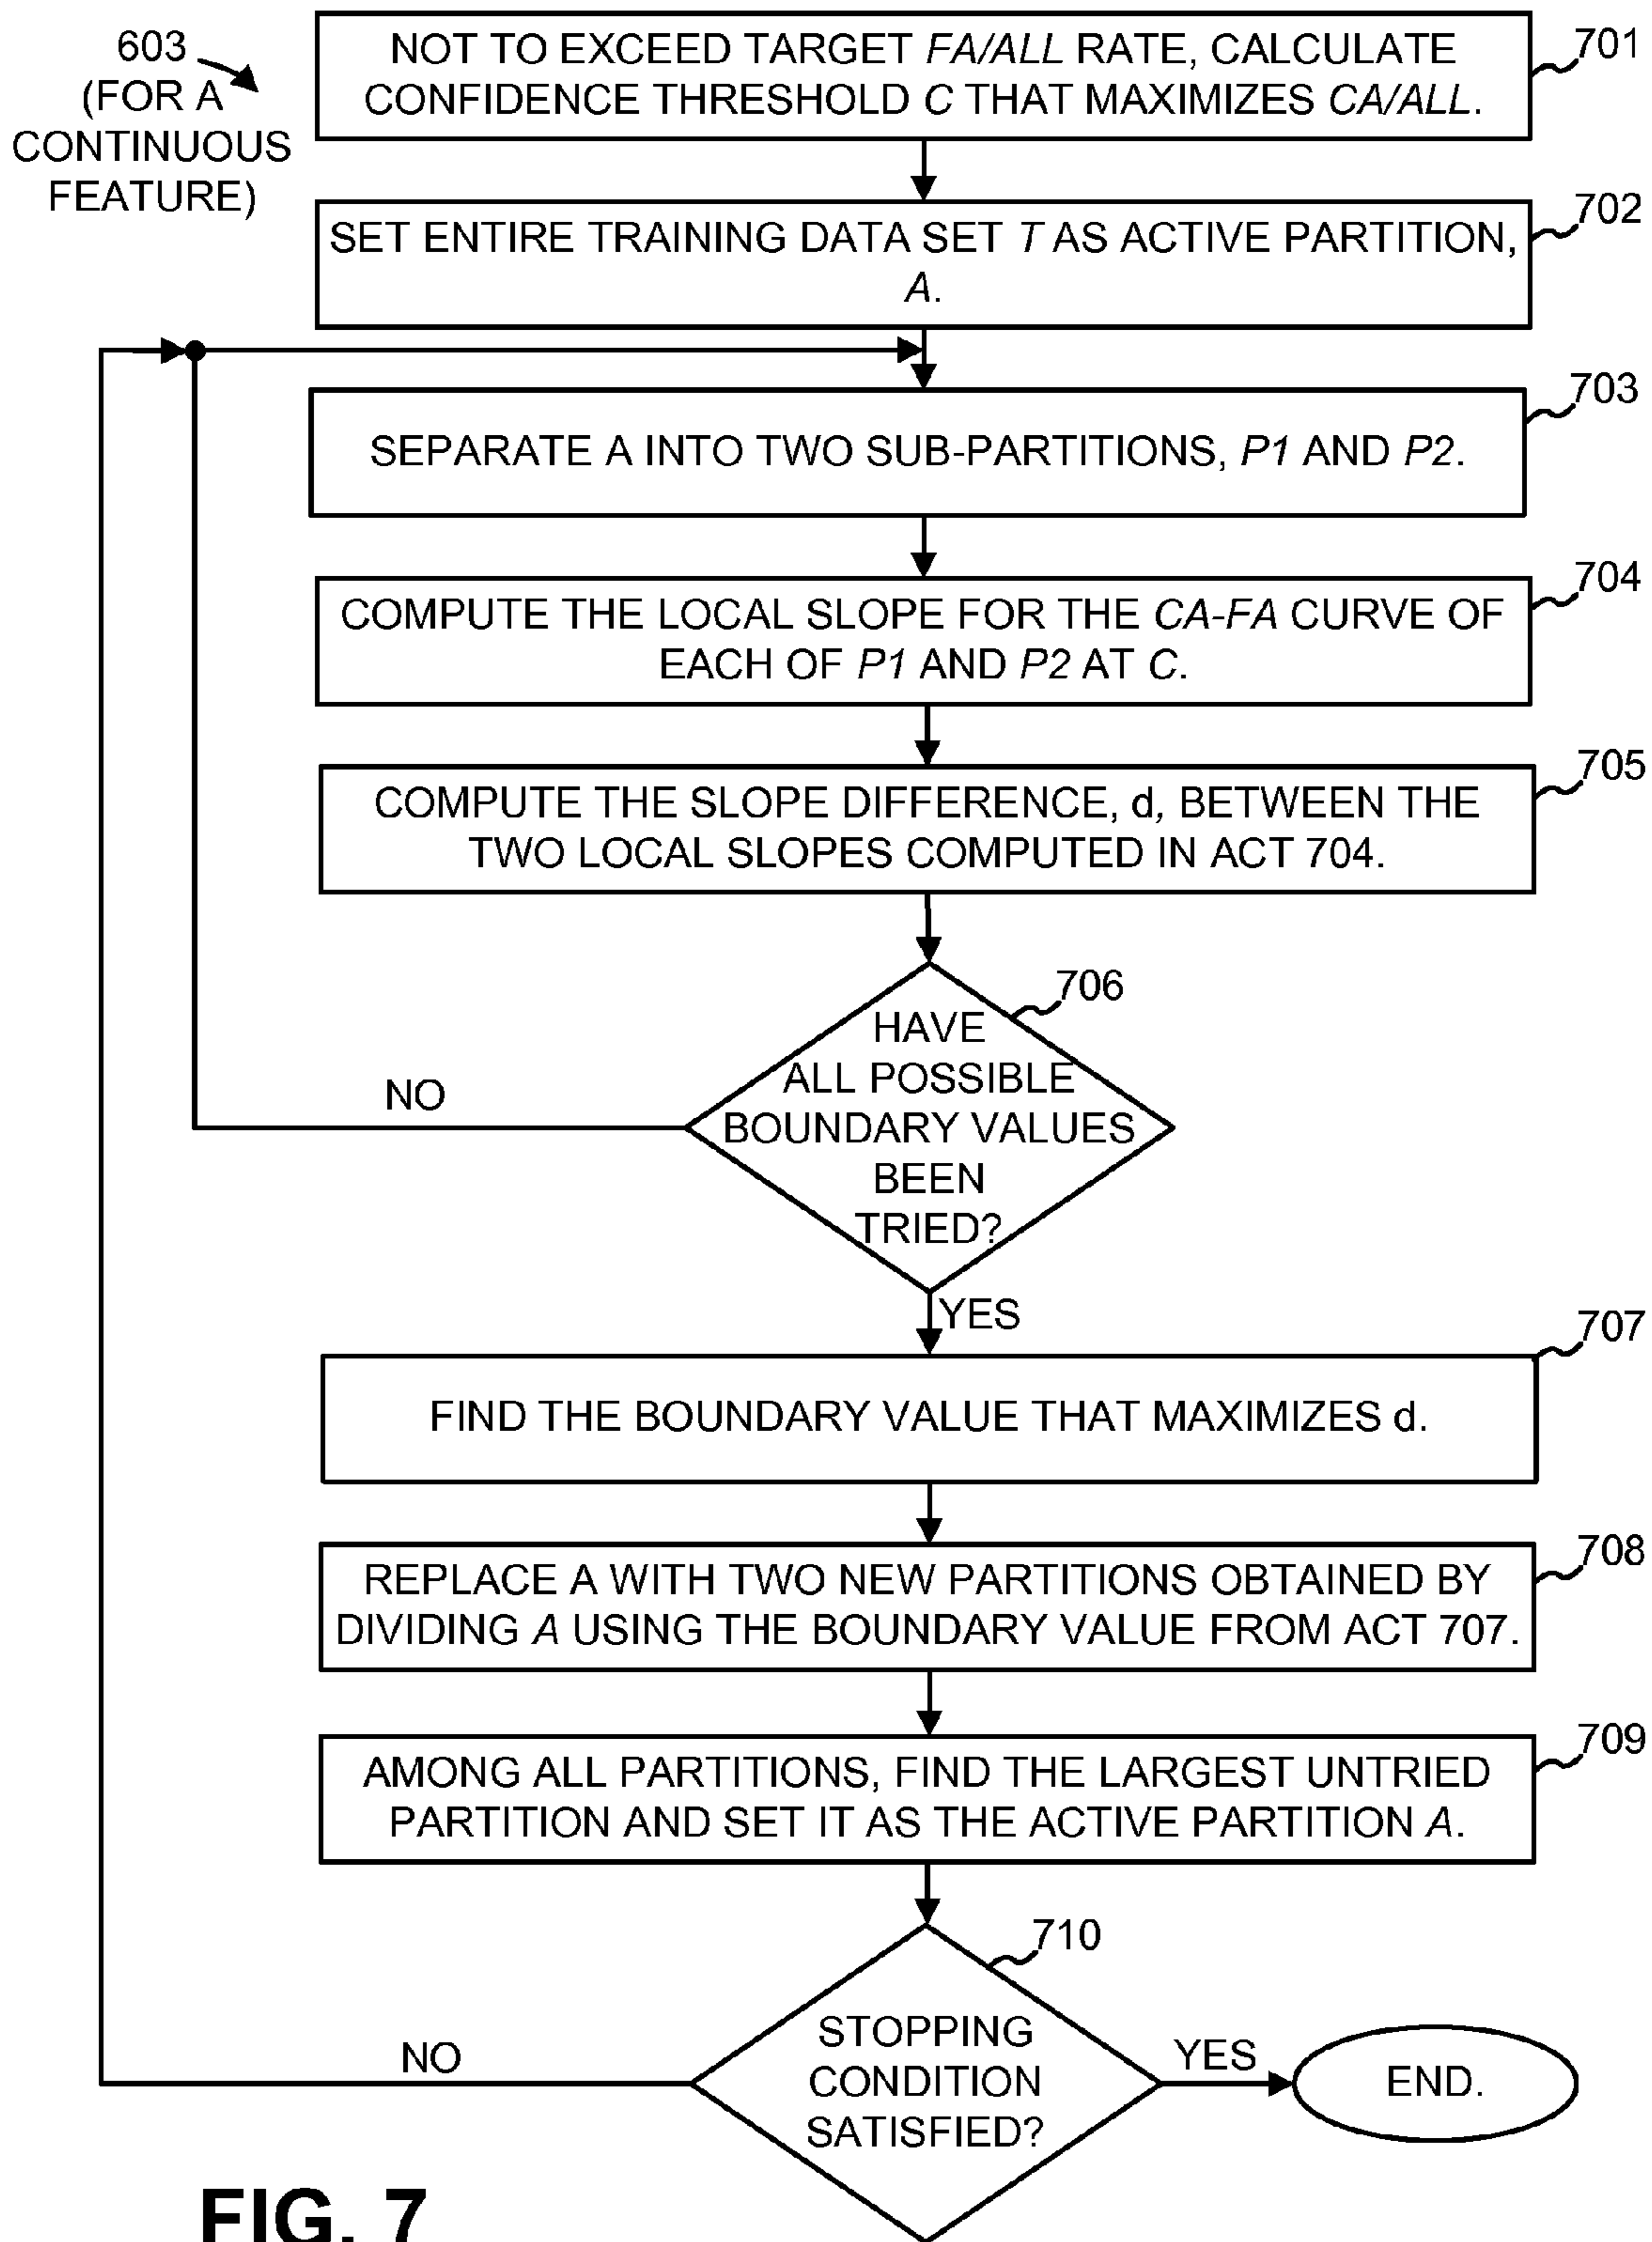 603
(FOR A
CONTINUOUS
FEATURE)
NOT TO EXCEED TARGET FA/ALL RATE, CALCULATE
CONFIDENCE THRESHOLD C THAT MAXIMIZES CA/ALL.
701
SET ENTIRE TRAINING DATA SET T AS ACTIVE PARTITION,
A.
702
SEPARATE A INTO TWO SUB-PARTITIONS, P1 AND P2.
703
COMPUTE THE LOCAL SLOPE FOR THE CA-FA CURVE OF
EACH OF P1 AND P2 AT C.
704
COMPUTE THE SLOPE DIFFERENCE, d, BETWEEN THE
TWO LOCAL SLOPES COMPUTED IN ACT 704.
705
HAVE
ALL POSSIBLE
BOUNDARY VALUES
BEEN
TRIED?
706
NO
YES
FIND THE BOUNDARY VALUE THAT MAXIMIZES d.
707
REPLACE A WITH TWO NEW PARTITIONS OBTAINED BY
DIVIDING A USING THE BOUNDARY VALUE FROM ACT 707.
708
AMONG ALL PARTITIONS, FIND THE LARGEST UNTRIED
PARTITION AND SET IT AS THE ACTIVE PARTITION A.
709
STOPPING
CONDITION
SATISFIED?
710
NO
YES
END.
FIG. 7